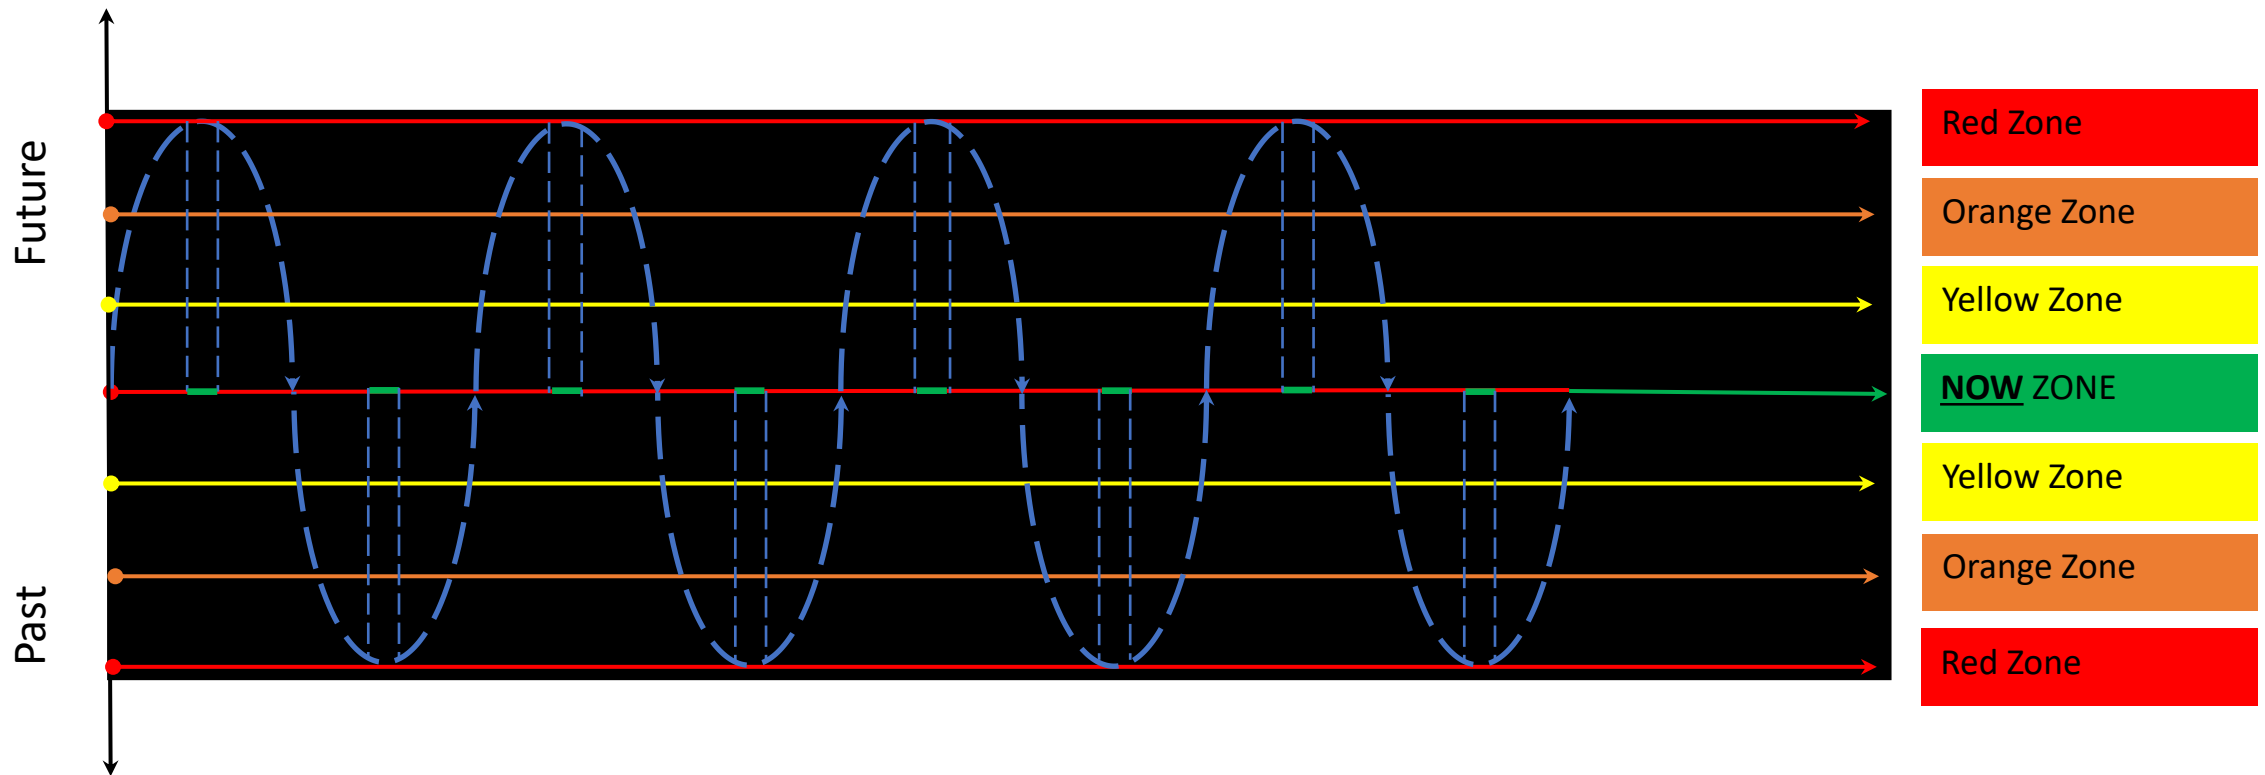 Future
Past
Red Zone
Orange Zone
Yellow Zone
NOW ZONE
Yellow Zone
Orange Zone
Red Zone